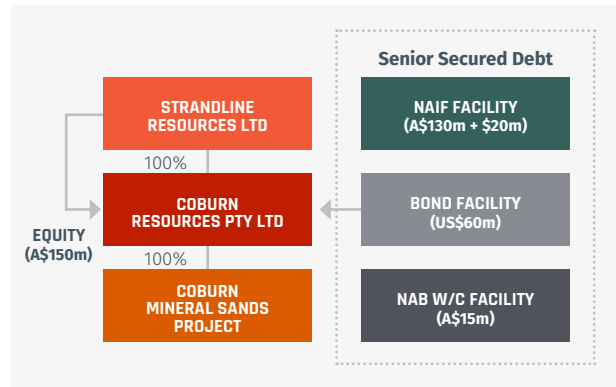 Senior Secured Debt
STRANDLINE
RESOURCES LTD
NAIF FACILITY
(A$130m + $20m)
100%
COBURN
RESOURCES PTY LTD
BOND FACILITY
(US$60m)
EQUITY
(A$150m)
100%
COBURN
MINERAL SANDS
PROJECT
NAB W/C FACILITY
(A$15m)